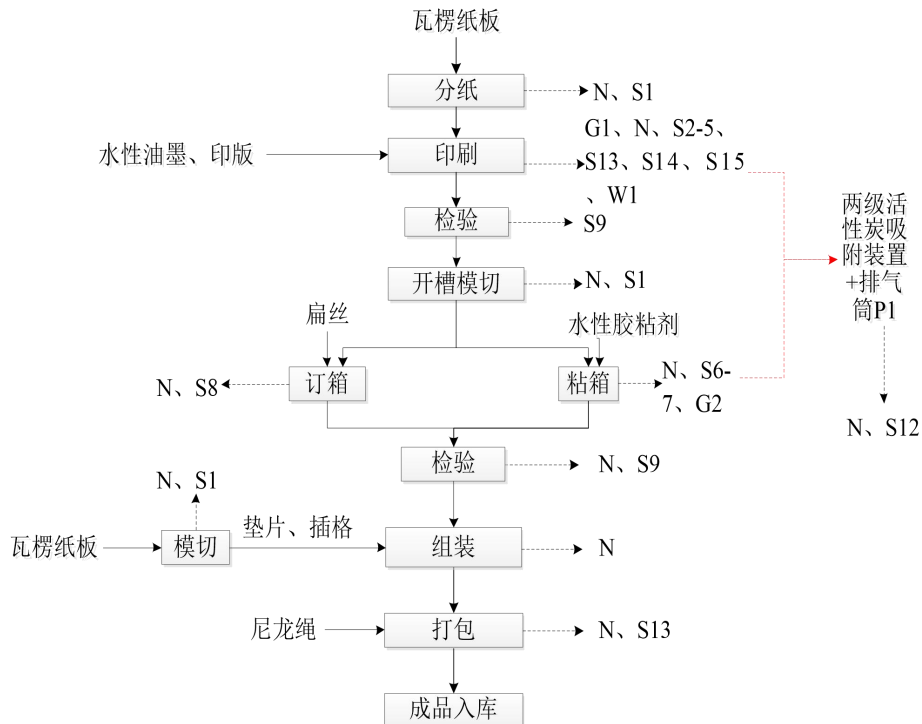 瓦楞纸板
分纸
N、S1
水性油墨、印版
印刷
G1、N、S2-5、
S13、S14、S15
、W1
检验
S9
两级活
性炭吸
附装置
+排气
筒P1
开槽模切
N、S1
扁丝
水性胶粘剂
N、S8
订箱
粘箱
N、S6-
7、G2
N、S12
检验
N、S9
N、S1
瓦楞纸板
模切
垫片、插格
组装
N
尼龙绳
打包
N、S13
成品入库